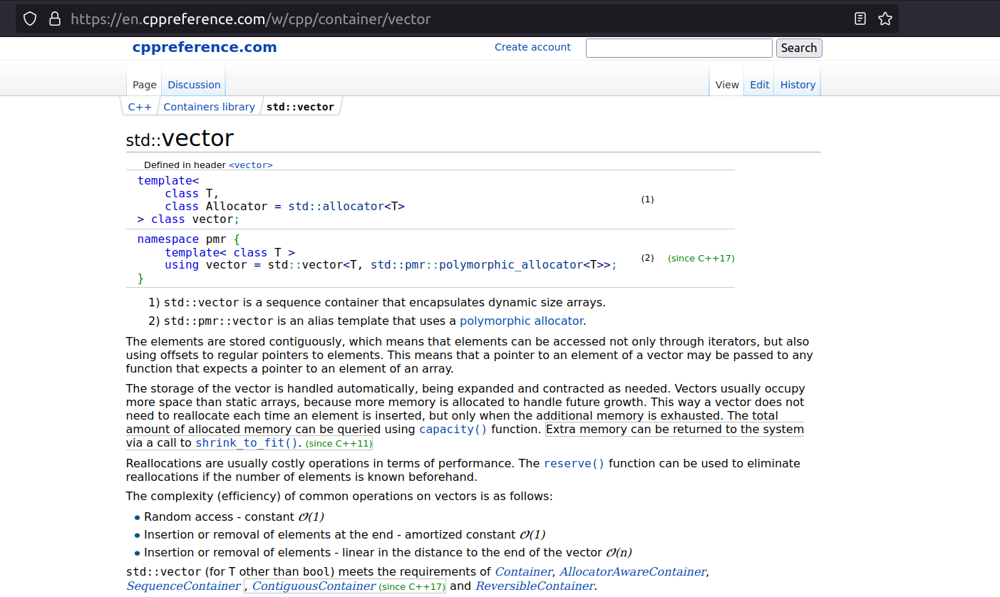 https://en.cppreference.com/w/cpp/container/vector
cppreference.com
Create account
Search
Page
Discussion
View
Edit
History
C++
Containers library
std::vector
std::vector
Defined in header <vector>
template<
    class T,
    class Allocator = std::allocator<T>
> class vector;
(1)
namespace pmr {
    template< class T >
    using vector = std::vector<T, std::pmr::polymorphic_allocator<T>>;
}
(2)
(since C++17)
1) std::vector is a sequence container that encapsulates dynamic size arrays.
2) std::pmr::vector is an alias template that uses a polymorphic allocator.
The elements are stored contiguously, which means that elements can be accessed not only through iterators, but also
using offsets to regular pointers to elements. This means that a pointer to an element of a vector may be passed to any
function that expects a pointer to an element of an array.
The storage of the vector is handled automatically, being expanded and contracted as needed. Vectors usually occupy
more space than static arrays, because more memory is allocated to handle future growth. This way a vector does not
need to reallocate each time an element is inserted, but only when the additional memory is exhausted. The total
amount of allocated memory can be queried using capacity() function. Extra memory can be returned to the system
via a call to shrink_to_fit(). (since C++11)
Reallocations are usually costly operations in terms of performance. The reserve() function can be used to eliminate
reallocations if the number of elements is known beforehand.
The complexity (efficiency) of common operations on vectors is as follows:
• Random access - constant 𝓞(1)
• Insertion or removal of elements at the end - amortized constant 𝓞(1)
• Insertion or removal of elements - linear in the distance to the end of the vector 𝓞(n)
std::vector (for T other than bool) meets the requirements of Container, AllocatorAwareContainer,
SequenceContainer , ContiguousContainer (since C++17) and ReversibleContainer.